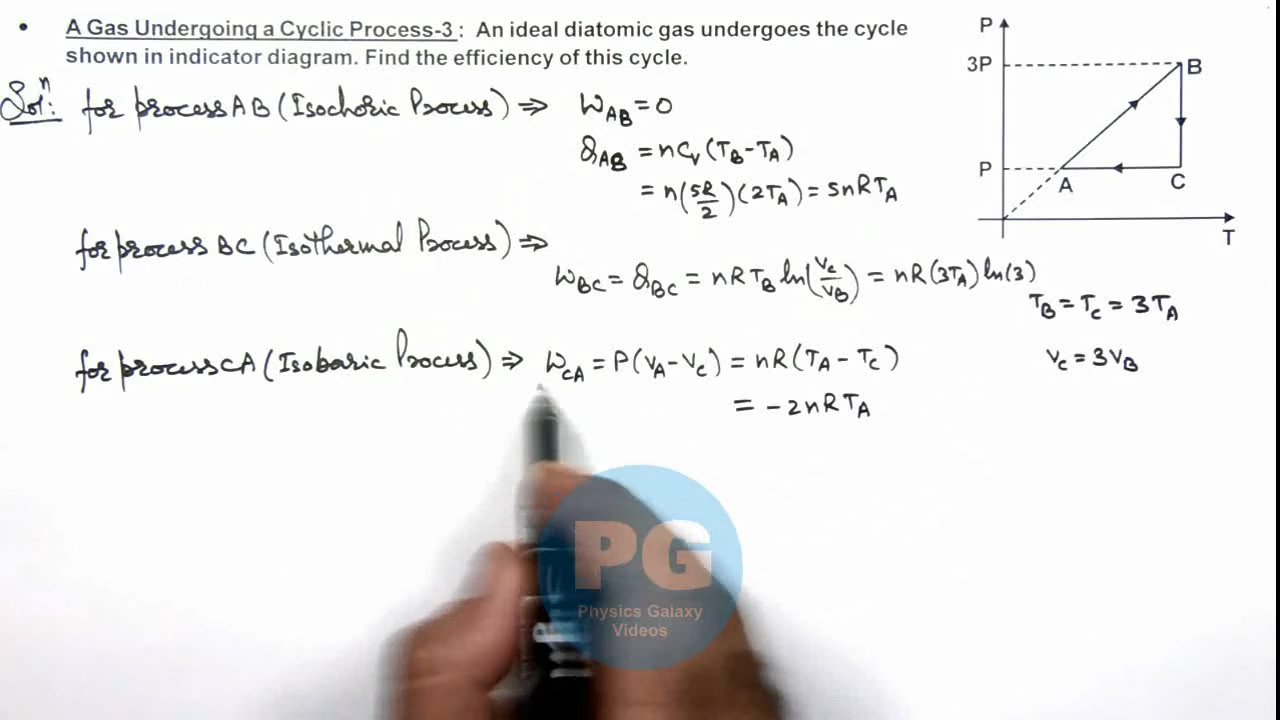 • A Gas Undergoing a Cyclic Process-3 : An ideal diatomic gas undergoes the cycle
shown in indicator diagram. Find the efficiency of this cycle.
P
3P
B
P
A
C
T
Solⁿ: for process AB (Isochoric Process) ⇒ W_AB = 0
Q_AB = nC_v (T_B - T_A)
= n(5R/2)(2T_A) = 5nRT_A
for process BC (Isothermal Process) ⇒
W_BC = Q_BC = nRT_B ln(V_C/V_B) = nR(3T_A) ln(3)
T_B = T_C = 3T_A
for process CA (Isobaric Process) ⇒ W_CA = P(V_A - V_C) = nR(T_A - T_C)
V_C = 3V_B
= -2nRT_A
PG
Physics Galaxy
Videos